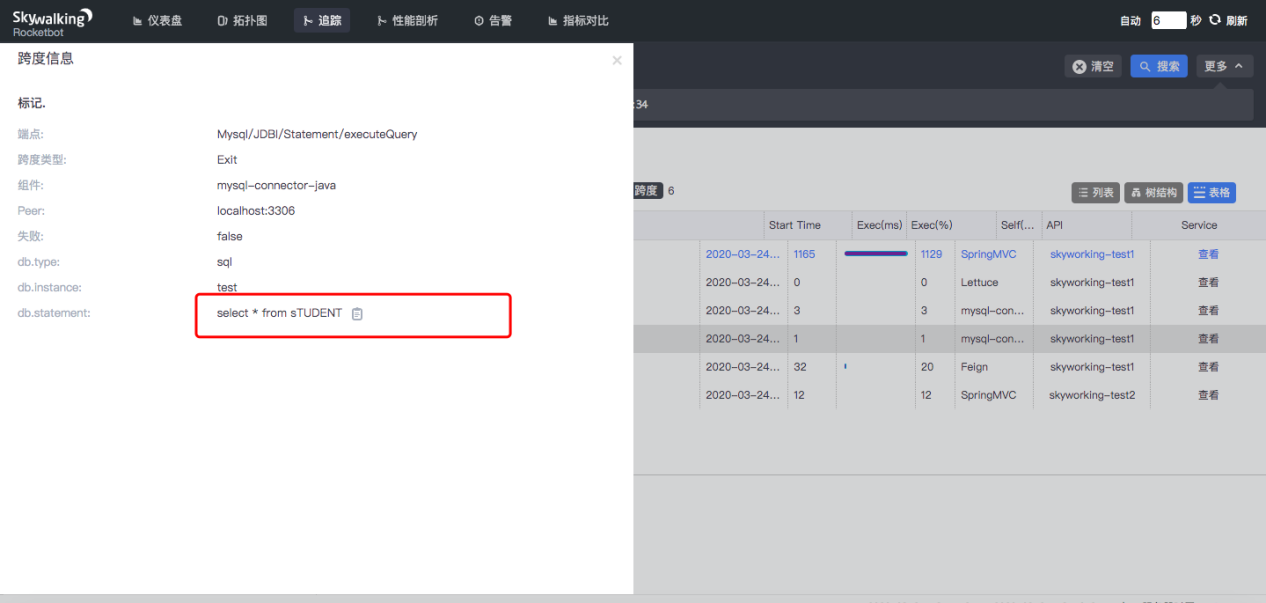 Skywalking
Rocketbot
仪表盘 拓扑图 追踪 性能剖析 告警 指标对比
自动 6 秒 刷新
跨度信息
清空 搜索 更多
:34
标记.
端点: Mysql/JDBI/Statement/executeQuery
跨度类型: Exit
组件: mysql-connector-java
Peer: localhost:3306
失败: false
db.type: sql
db.instance: test
db.statement: select * from sTUDENT
跨度 6
列表 树结构 表格
Start Time Exec(ms) Exec(%) Self(... API Service
2020-03-24... 1165 1129 SpringMVC skyworking-test1 查看
2020-03-24... 0 0 Lettuce skyworking-test1 查看
2020-03-24... 3 3 mysql-con... skyworking-test1 查看
2020-03-24... 1 1 mysql-con... skyworking-test1 查看
2020-03-24... 32 20 Feign skyworking-test1 查看
2020-03-24... 12 12 SpringMVC skyworking-test2 查看